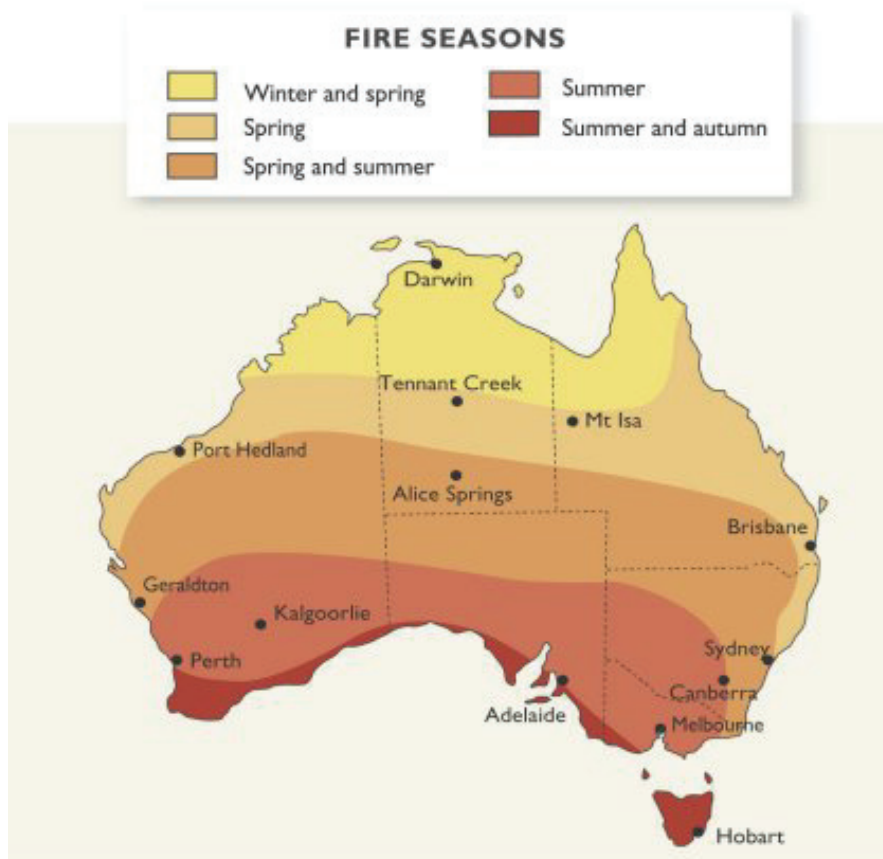 FIRE SEASONS
Winter and spring
Spring
Spring and summer
Summer
Summer and autumn
Darwin
Tennant Creek
Mt Isa
Port Hedland
Alice Springs
Brisbane
Geraldton
Kalgoorlie
Perth
Sydney
Canberra
Adelaide
Melbourne
Hobart